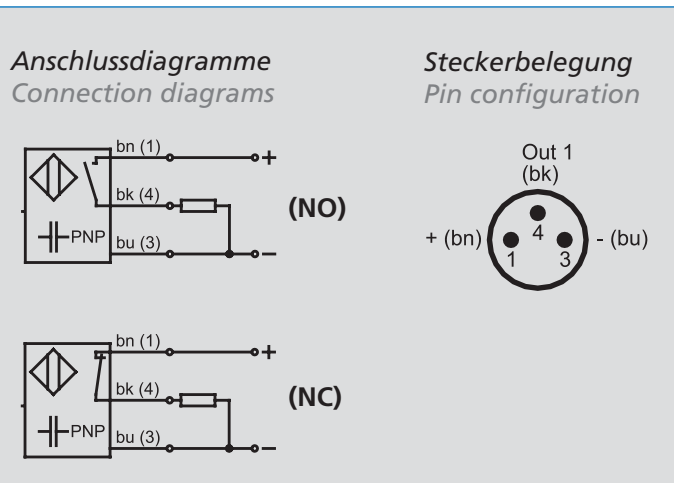 Anschlussdiagramme
Connection diagrams
bn (1)
+
bk (4)
(NO)
PNP
bu (3)
−
bn (1)
+
bk (4)
(NC)
PNP
bu (3)
−
Steckerbelegung
Pin configuration
Out 1
(bk)
+ (bn)
4
- (bu)
1
3